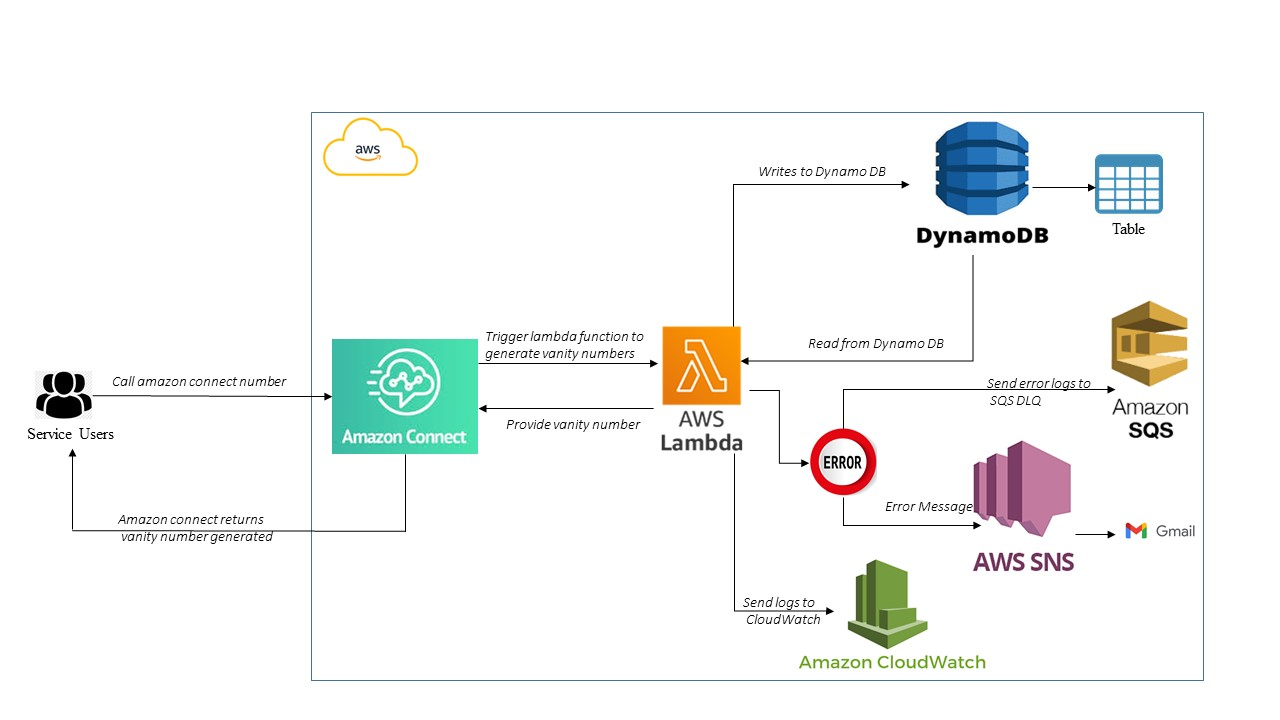 aws
Writes to Dynamo DB
DynamoDB
Table
Trigger lambda function to
generate vanity numbers
Read from Dynamo DB
Call amazon connect number
Service Users
Amazon Connect
Provide vanity number
AWS
Lambda
Send error logs to
SQS DLQ
Amazon
SQS
ERROR
Error Message
Amazon connect returns
vanity number generated
AWS SNS
Gmail
Send logs to
CloudWatch
Amazon CloudWatch